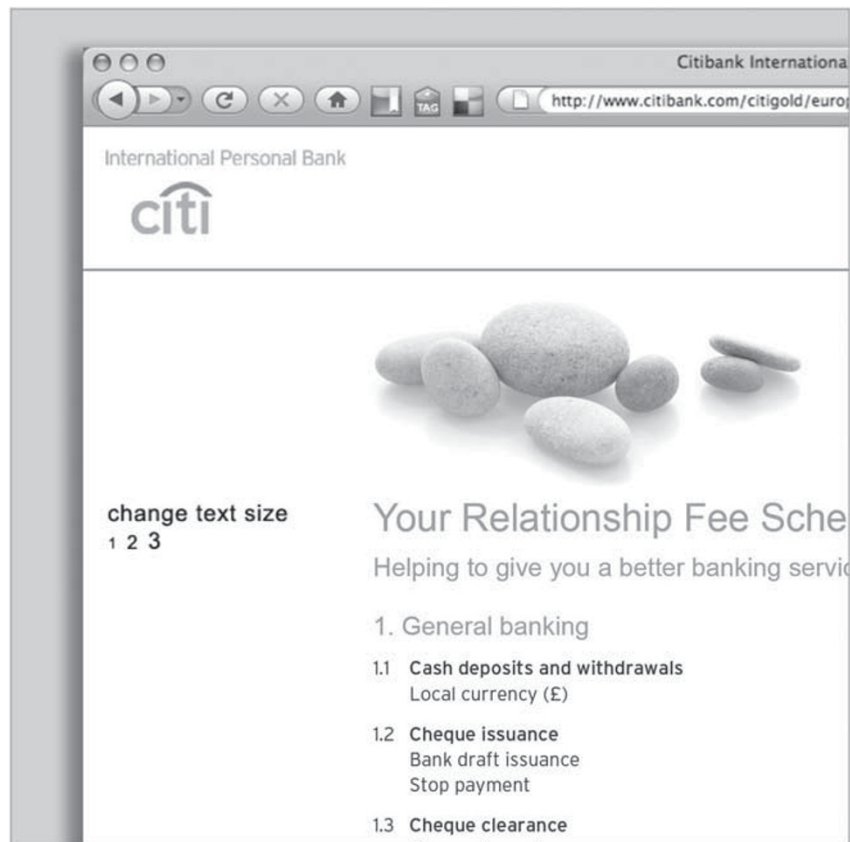 Citibank Internationa
TAG
http://www.citibank.com/citigold/europ
International Personal Bank
citi
change text size
1 2 3
Your Relationship Fee Sche
Helping to give you a better banking servic
1. General banking
1.1 Cash deposits and withdrawals
Local currency (£)
1.2 Cheque issuance
Bank draft issuance
Stop payment
1.3 Cheque clearance